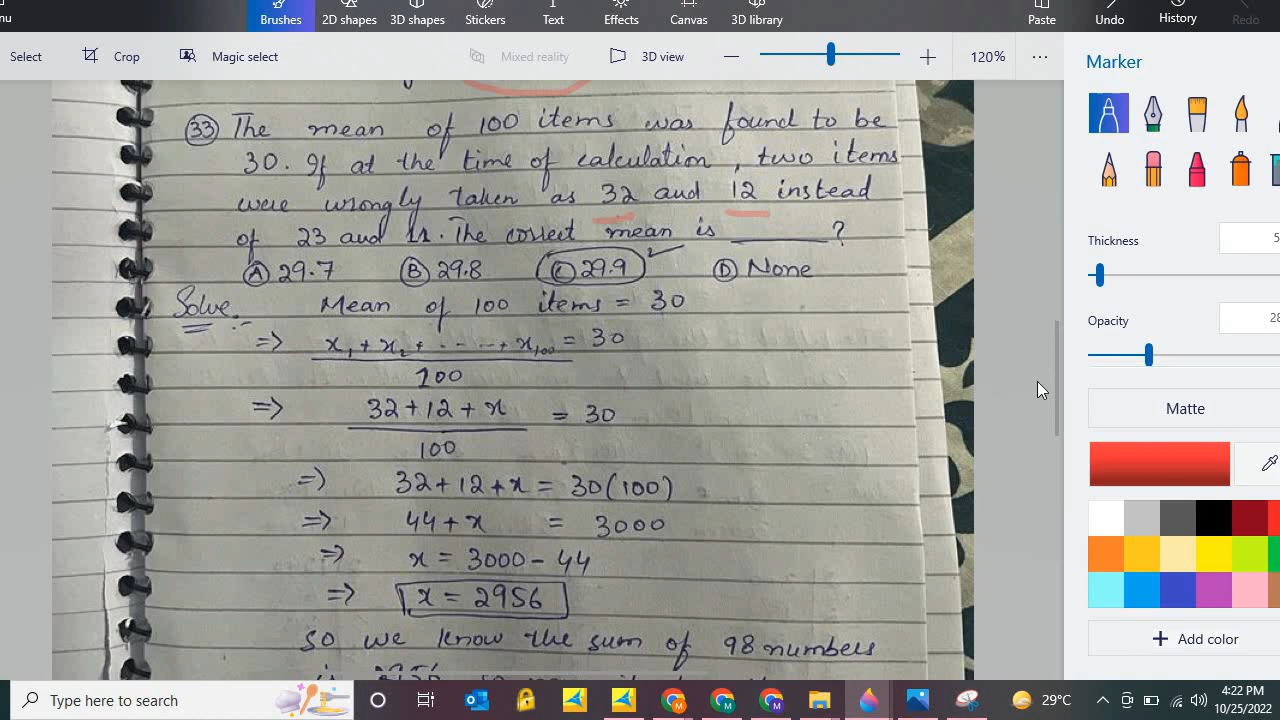 nu
Brushes 2D shapes 3D shapes Stickers Text Effects Canvas 3D library Paste Undo History Redo
Select Crop Magic select Mixed reality 3D view 120% ...
Marker
33 The mean of 100 items was found to be
30. If at the time of calculation, two items
were wrongly taken as 32 and 12 instead
of 23 and 11. The correct mean is ______?
A 29.7 B 29.8 C 29.9 D None
Solve:- Mean of 100 items = 30
=> x1 + x2 + ----- + x100 = 30
100
=> 32+12+x = 30
100
=> 32+12+x = 30(100)
=> 44+x = 3000
=> x = 3000-44
=> x = 2956
So we know the sum of 98 numbers
is 2956
Thickness
5
Opacity
28
Matte
Add color
Type here to search
29°C
4:22 PM
10/25/2022